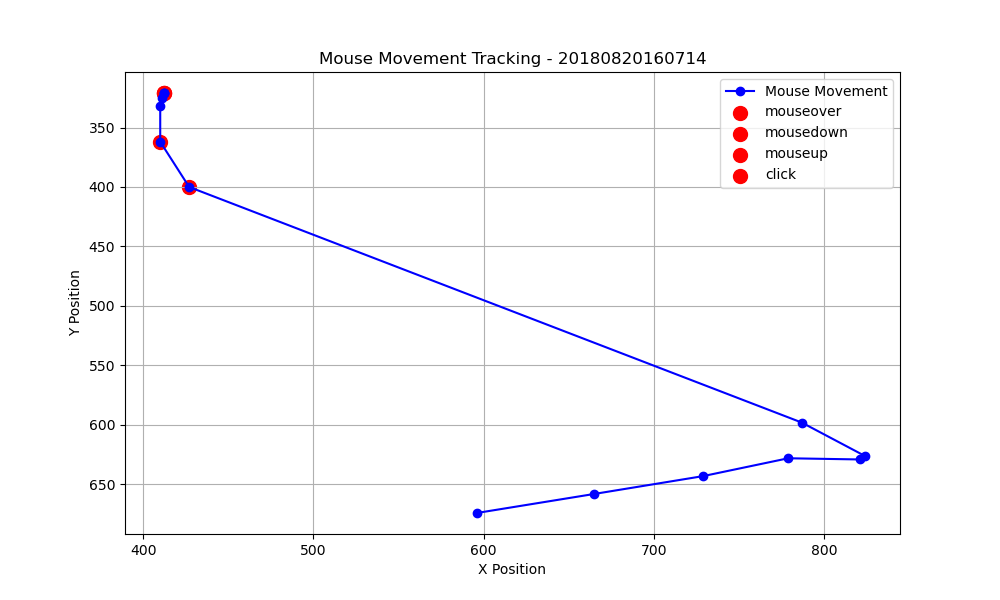 Mouse Movement Tracking - 20180820160714
Mouse Movement
mouseover
mousedown
mouseup
click
350
400
450
500
550
600
650
Y Position
400 500 600 700 800
X Position